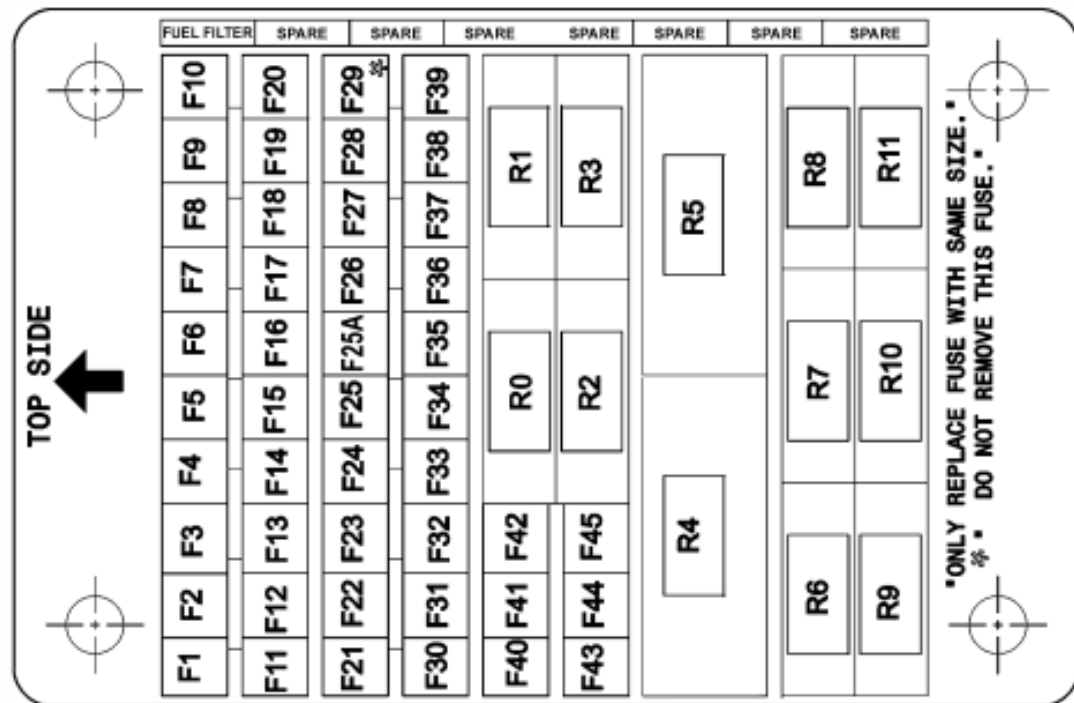 FUEL FILTER SPARE SPARE SPARE SPARE SPARE SPARE SPARE
F10 F20 F29 ※ F39
F9 F19 F28 F38 R1 R3 R8 R11
F8 F18 F27 F37 R5
F7 F17 F26 F36
F6 F16 F25A F35
F5 F15 F25 F34 R0 R2 R7 R10
F4 F14 F24 F33
F3 F13 F23 F32 F42 F45 R4
F2 F12 F22 F31 F41 F44 R6 R9
F1 F11 F21 F30 F40 F43
TOP SIDE
"ONLY REPLACE FUSE WITH SAME SIZE."
※" DO NOT REMOVE THIS FUSE."